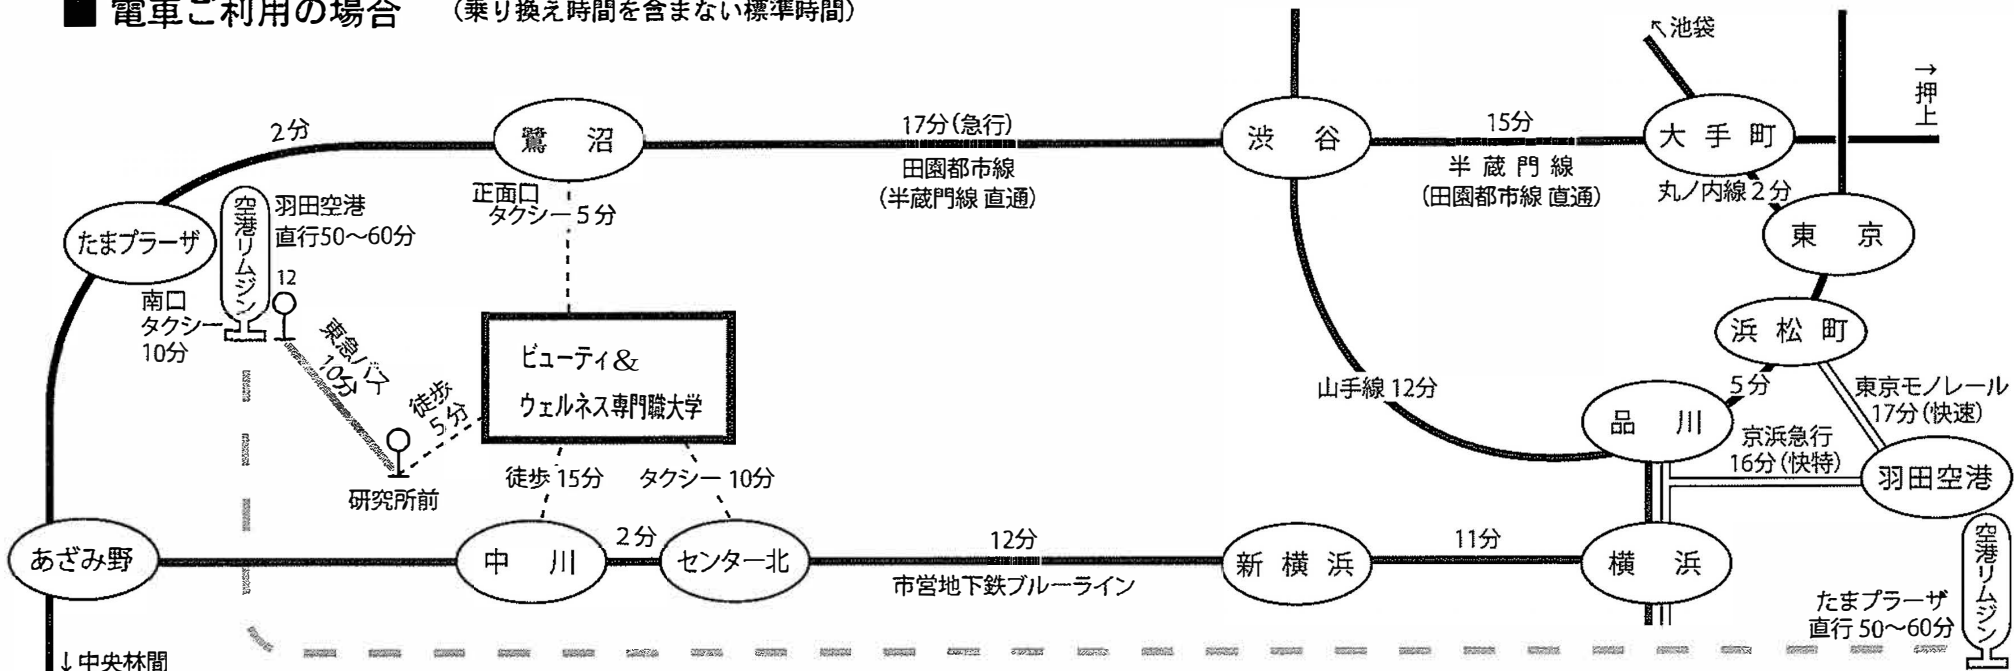 ■ 電車ご利用の場合 (乗り換え時間を含まない標準時間)
↖池袋
→押上
2分
鷺沼
17分(急行)
田園都市線
(半蔵門線 直通)
渋谷
15分
半蔵門線
(田園都市線 直通)
大手町
丸ノ内線 2分
東京
正面口
タクシー 5分
たまプラーザ
空港リムジン
羽田空港
直行50〜60分
南口
タクシー
10分
12
東急バス
10分
徒歩
5分
研究所前
ビューティ&
ウェルネス専門職大学
浜松町
山手線 12分
5分
東京モノレール
17分(快速)
品川
京浜急行
16分(快特)
羽田空港
徒歩 15分
タクシー 10分
あざみ野
中川
2分
センター北
12分
市営地下鉄ブルーライン
新横浜
11分
横浜
空港リムジン
たまプラーザ
直行 50〜60分
↓中央林間